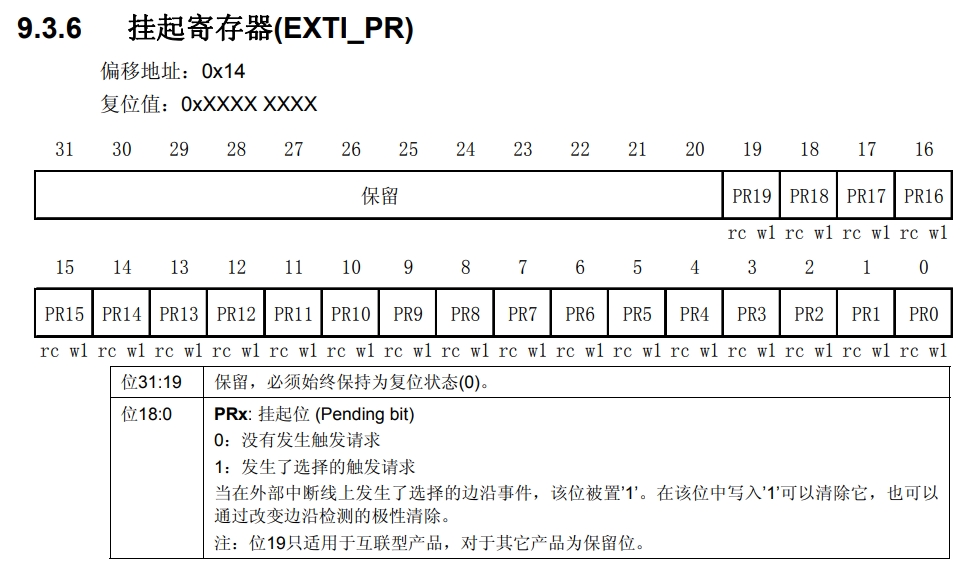 9.3.6 挂起寄存器(EXTI_PR)
偏移地址：0x14
复位值：0xXXXX XXXX
31 30 29 28 27 26 25 24 23 22 21 20 19 18 17 16
保留 PR19 PR18 PR17 PR16
rc w1 rc w1 rc w1 rc w1
15 14 13 12 11 10 9 8 7 6 5 4 3 2 1 0
PR15 PR14 PR13 PR12 PR11 PR10 PR9 PR8 PR7 PR6 PR5 PR4 PR3 PR2 PR1 PR0
rc w1 rc w1 rc w1 rc w1 rc w1 rc w1 rc w1 rc w1 rc w1 rc w1 rc w1 rc w1 rc w1 rc w1 rc w1 rc w1
位31:19 保留，必须始终保持为复位状态(0)。
位18:0 PRx: 挂起位 (Pending bit)
0：没有发生触发请求
1：发生了选择的触发请求
当在外部中断线上发生了选择的边沿事件，该位被置’1’。在该位中写入’1’可以清除它，也可以
通过改变边沿检测的极性清除。
注：位19只适用于互联型产品，对于其它产品为保留位。